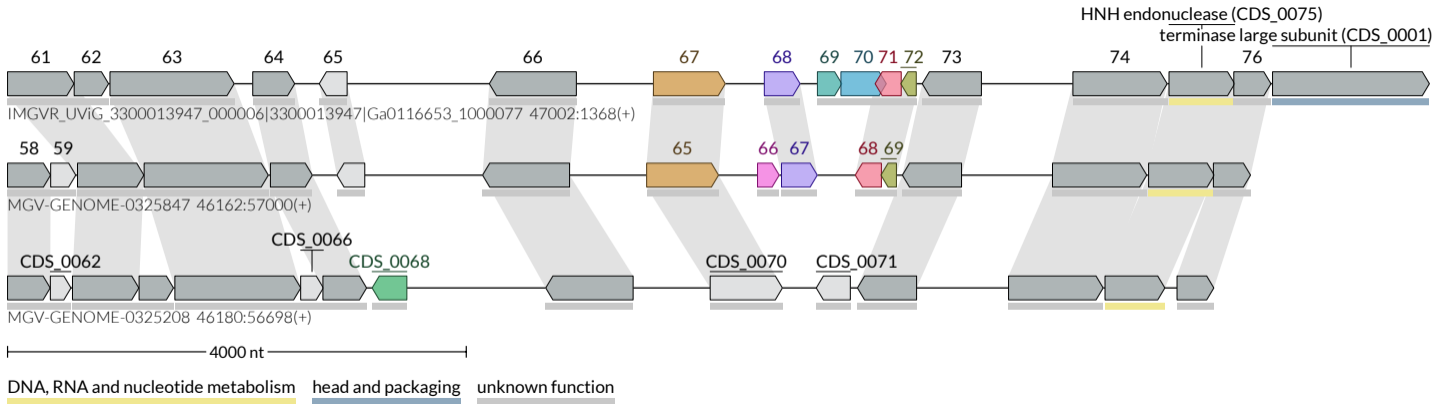 HNH endonuclease (CDS_0075)
terminase large subunit (CDS_0001)
61 62 63 64 65 66 67 68 69 70 71 72 73 74 76
IMGVR_UViG_3300013947_000006|3300013947|Ga0116653_1000077 47002:1368(+)
58 59 65 66 67 68 69
MGV-GENOME-0325847 46162:57000(+)
CDS_0066
CDS_0062 CDS_0068 CDS_0070 CDS_0071
MGV-GENOME-0325208 46180:56698(+)
4000 nt
DNA, RNA and nucleotide metabolism head and packaging unknown function